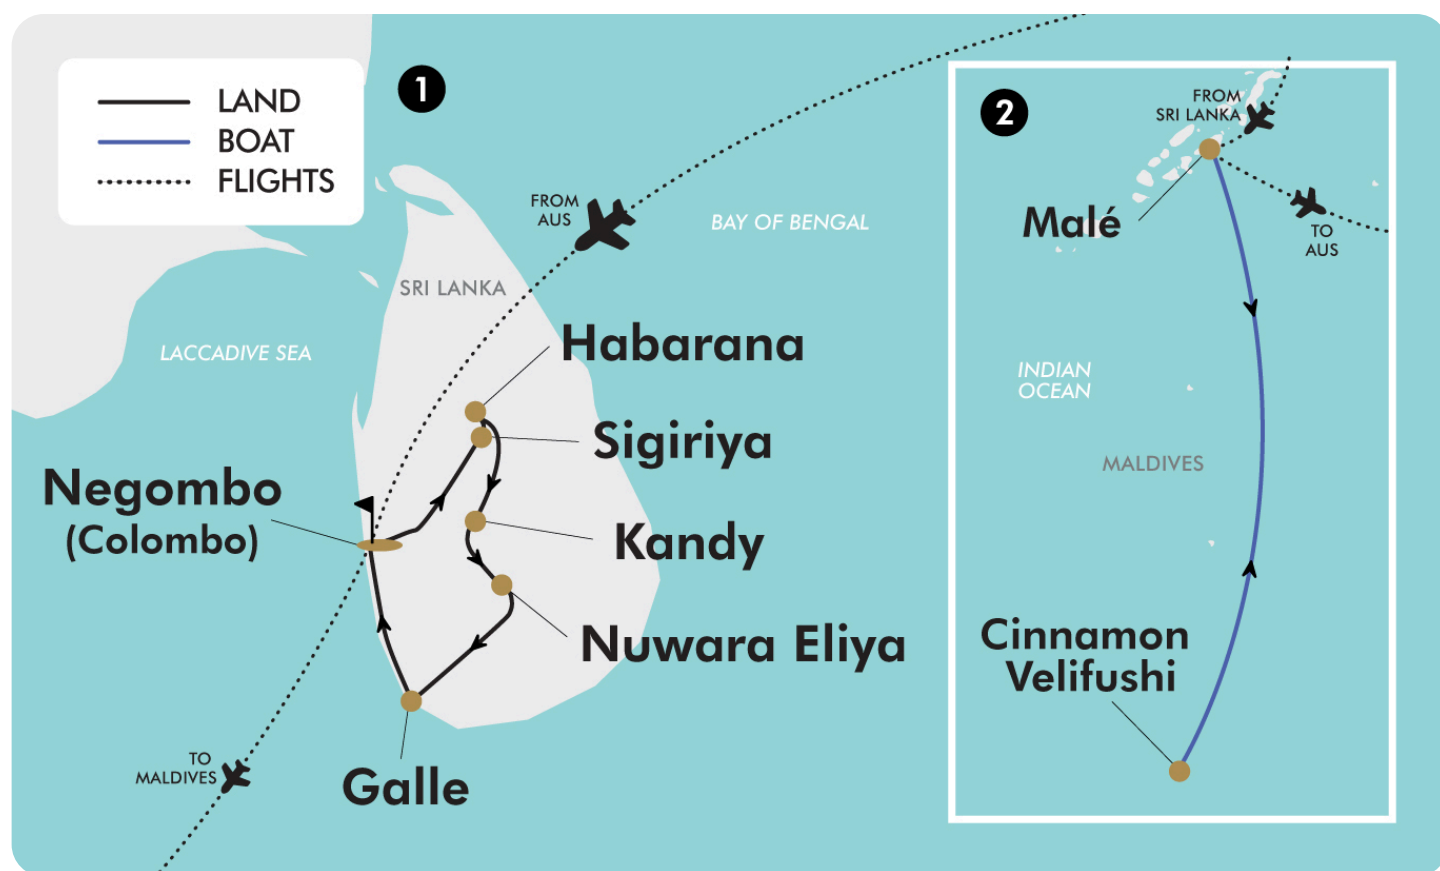 LAND
BOAT
FLIGHTS
1
FROM
AUS
BAY OF BENGAL
SRI LANKA
LACCADIVE SEA
Habarana
Sigiriya
Negombo
(Colombo)
Kandy
Nuwara Eliya
TO
MALDIVES
Galle
2
FROM
SRI LANKA
Malé
TO
AUS
INDIAN
OCEAN
MALDIVES
Cinnamon
Velifushi